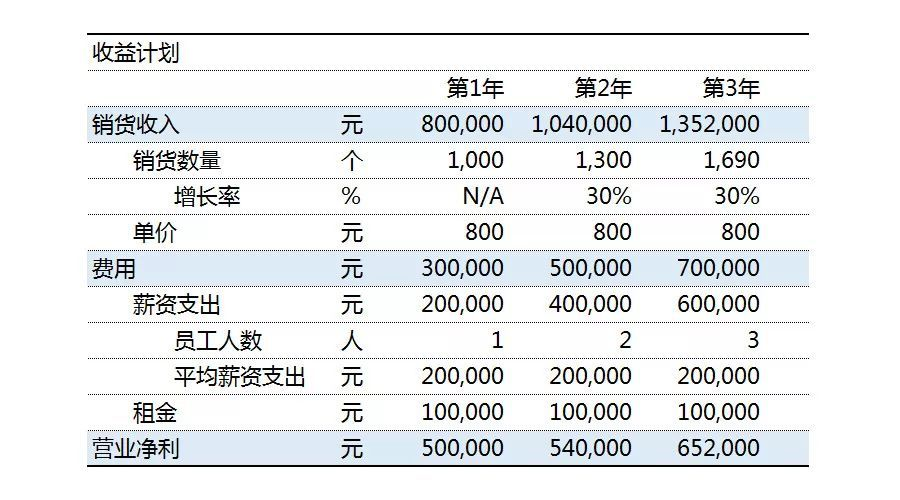 收益计划
第1年 第2年 第3年
销货收入 元 800,000 1,040,000 1,352,000
销货数量 个 1,000 1,300 1,690
增长率 % N/A 30% 30%
单价 元 800 800 800
费用 元 300,000 500,000 700,000
薪资支出 元 200,000 400,000 600,000
员工人数 人 1 2 3
平均薪资支出 元 200,000 200,000 200,000
租金 元 100,000 100,000 100,000
营业净利 元 500,000 540,000 652,000